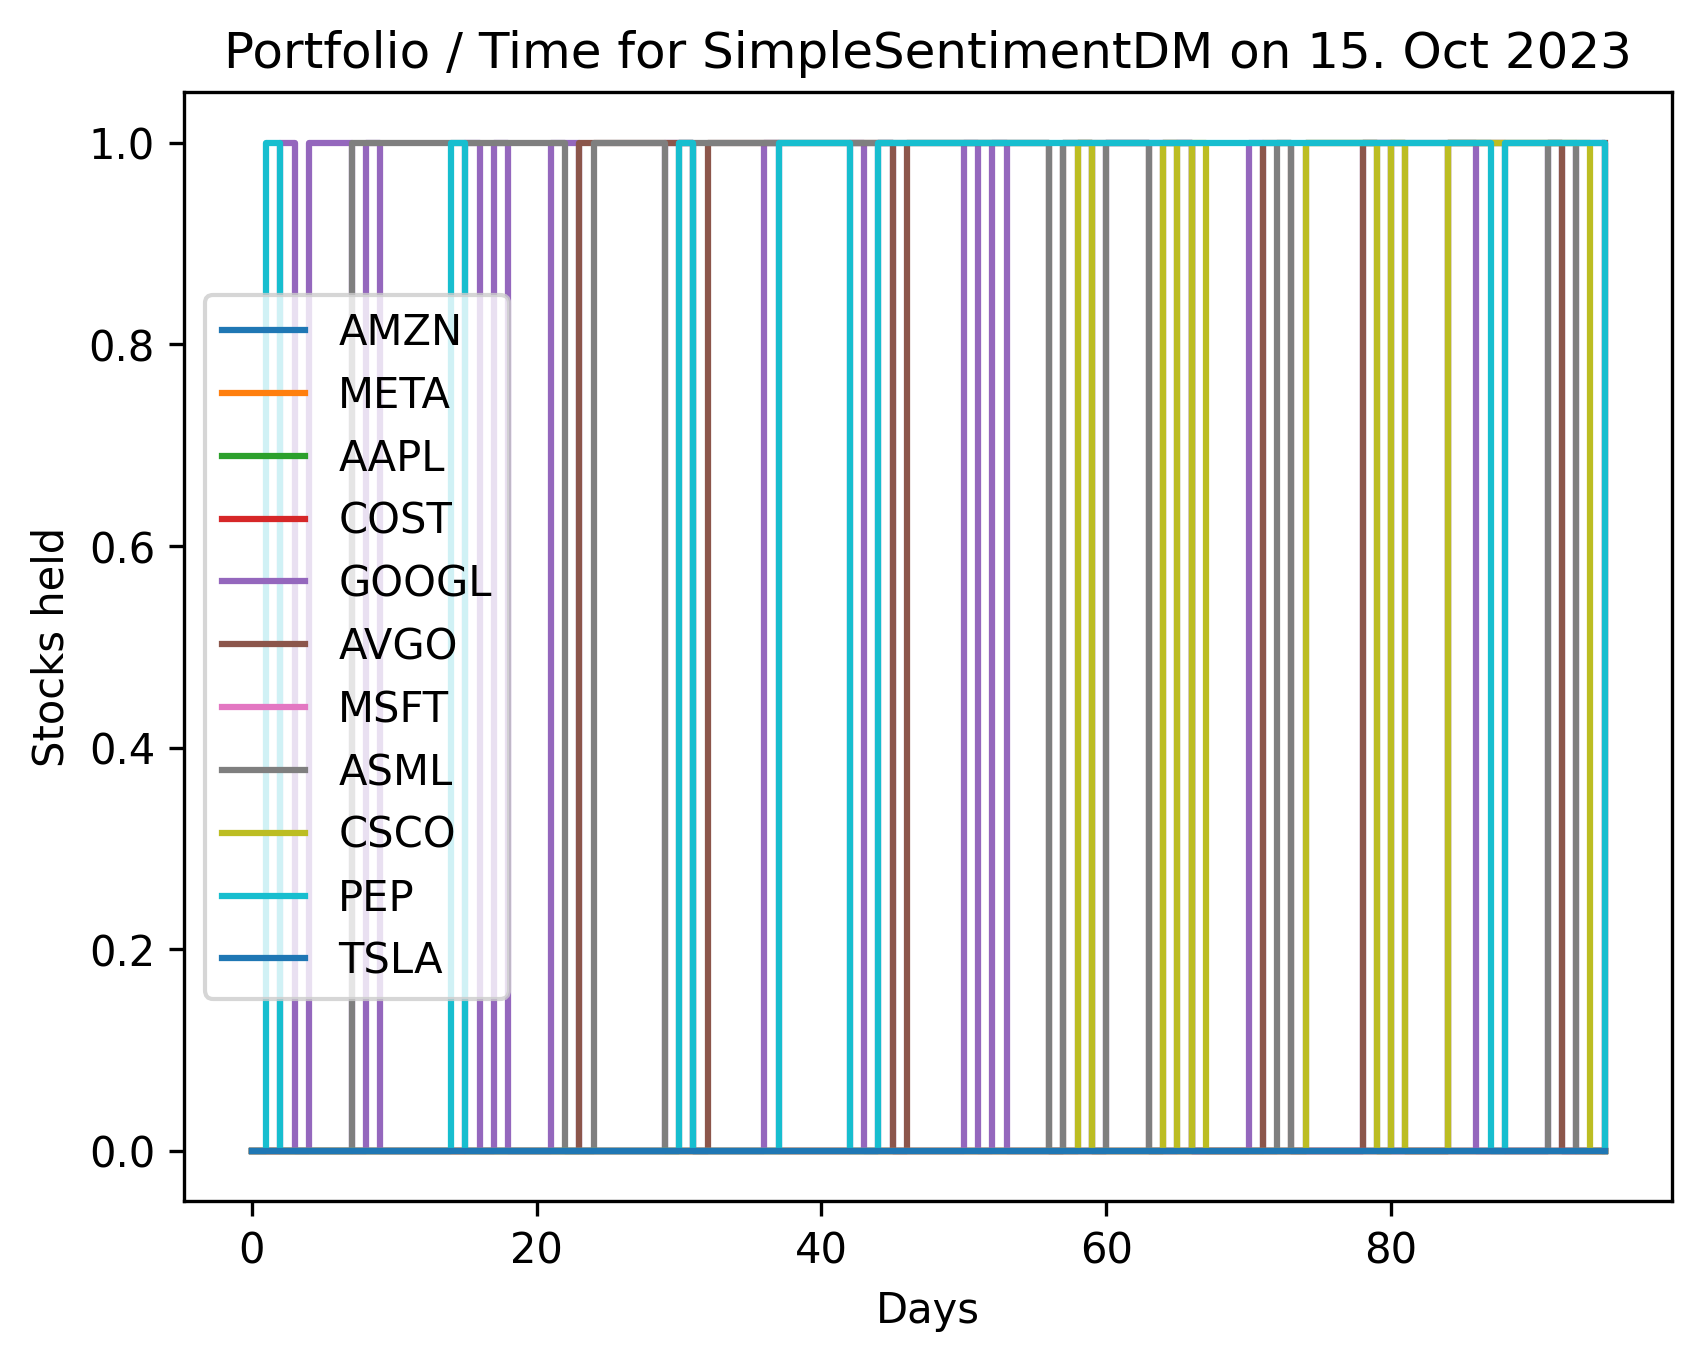 Portfolio / Time for SimpleSentimentDM on 15. Oct 2023
1.0
0.8
0.6
0.4
0.2
0.0
Stocks held
AMZN
META
AAPL
COST
GOOGL
AVGO
MSFT
ASML
CSCO
PEP
TSLA
0 20 40 60 80
Days